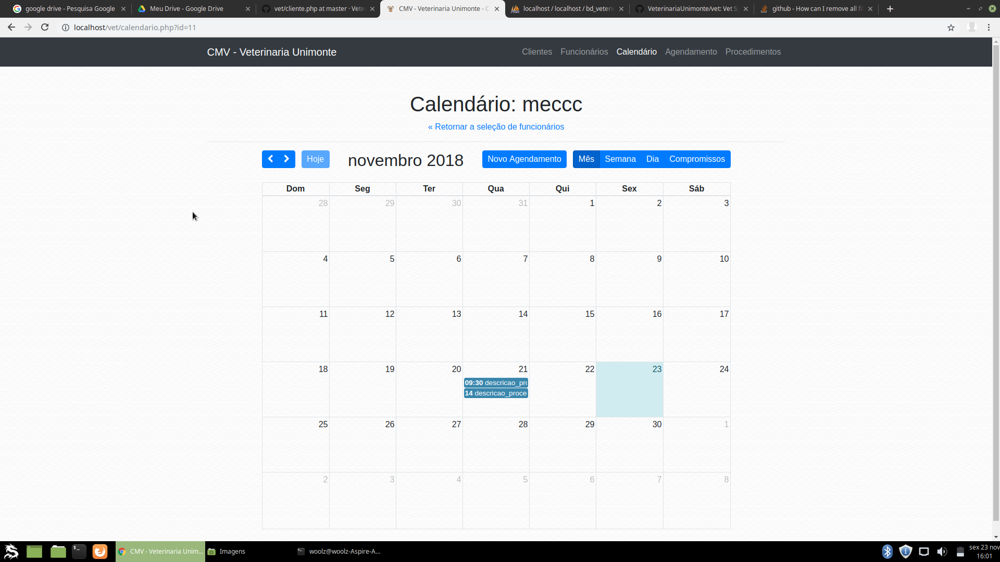 google drive - Pesquisa Google
Meu Drive - Google Drive
vet/cliente.php at master · Vete
CMV - Veterinaria Unimonte - C
localhost / localhost / bd_veteri
VeterinariaUnimonte/vet: Vet S
github - How can I remove all fi
localhost/vet/calendario.php?id=11
CMV - Veterinaria Unimonte
Clientes Funcionários Calendário Agendamento Procedimentos
Calendário: meccc
« Retornar a seleção de funcionários
Hoje
novembro 2018
Novo Agendamento
Mês Semana Dia Compromissos
Dom Seg Ter Qua Qui Sex Sáb
28 29 30 31 1 2 3
4 5 6 7 8 9 10
11 12 13 14 15 16 17
18 19 20 21 22 23 24
09:30 descricao_pro
14 descricao_proce
25 26 27 28 29 30 1
2 3 4 5 6 7 8
CMV - Veterinaria Unim...
Imagens
woolz@woolz-Aspire-A...
sex 23 nov
16:01